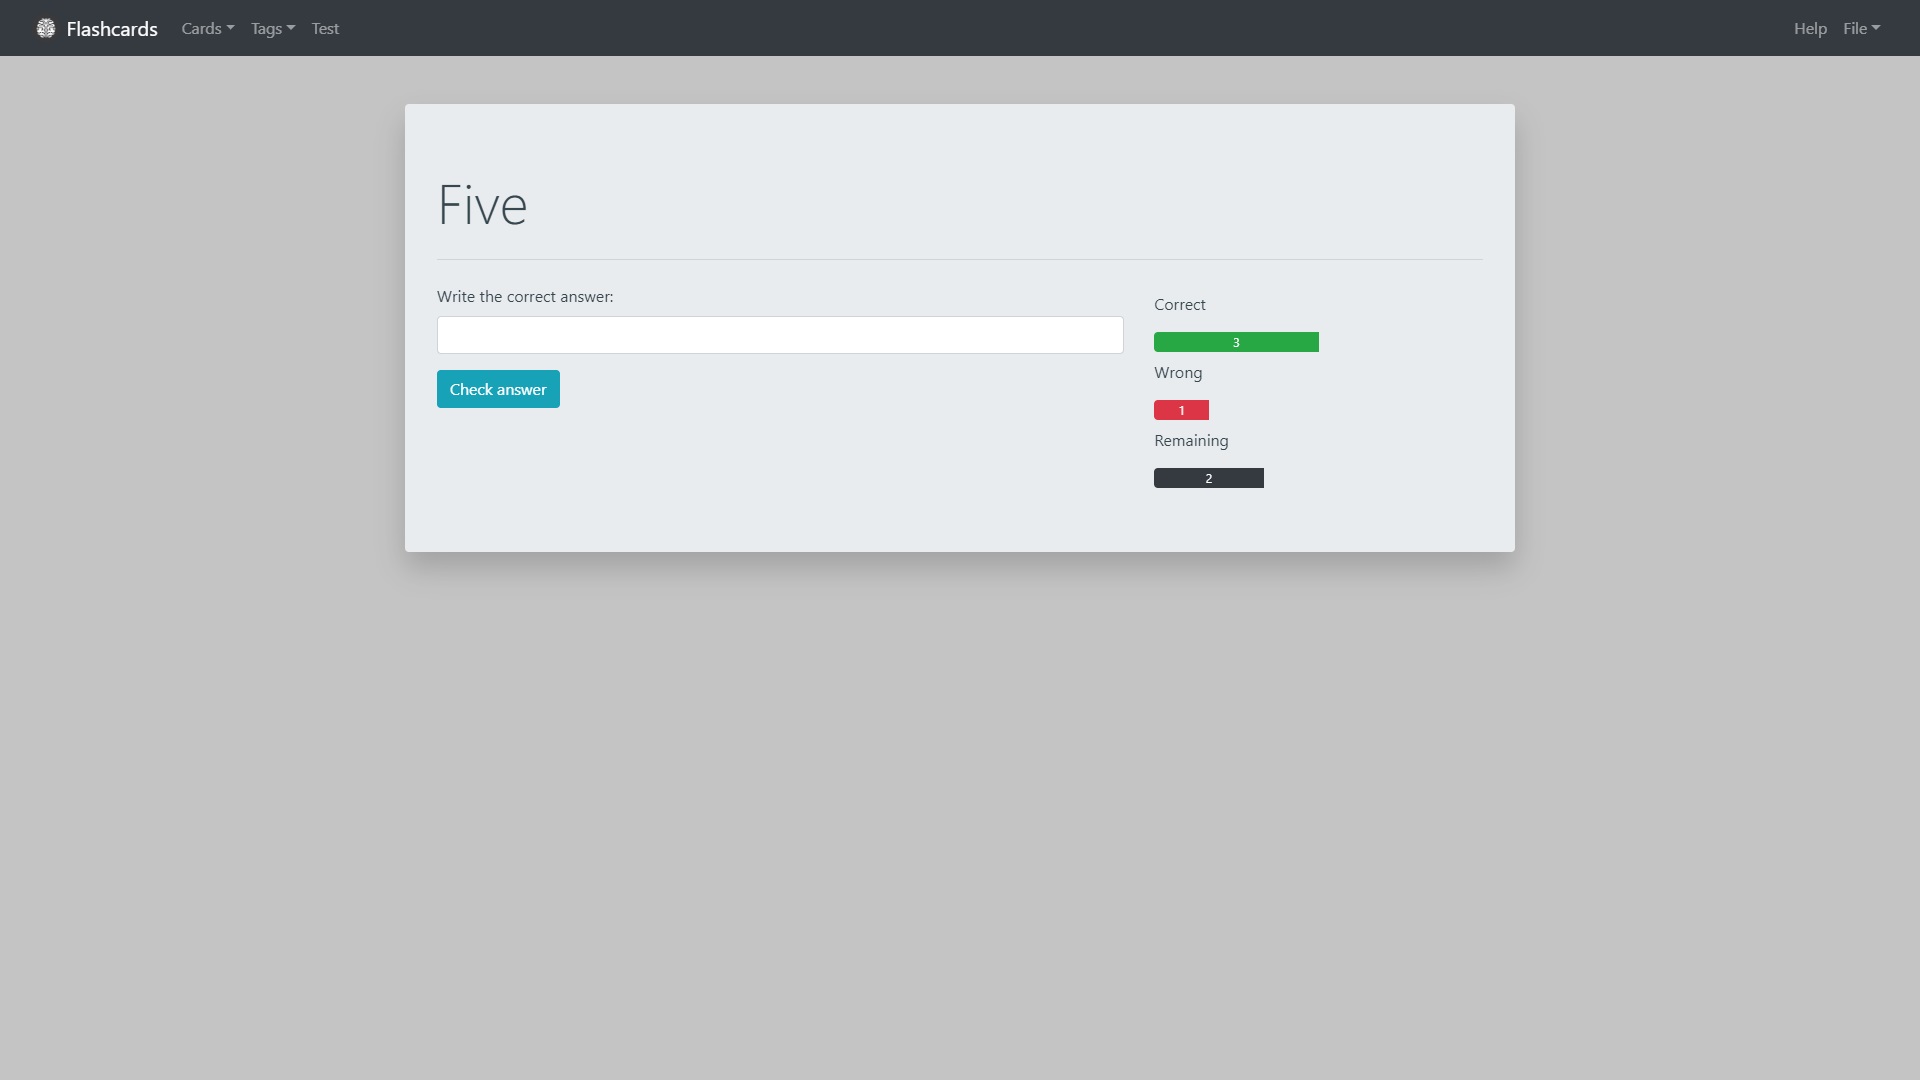 Flashcards Cards Tags Test Help File
Five
Write the correct answer:
Check answer
Correct
3
Wrong
1
Remaining
2